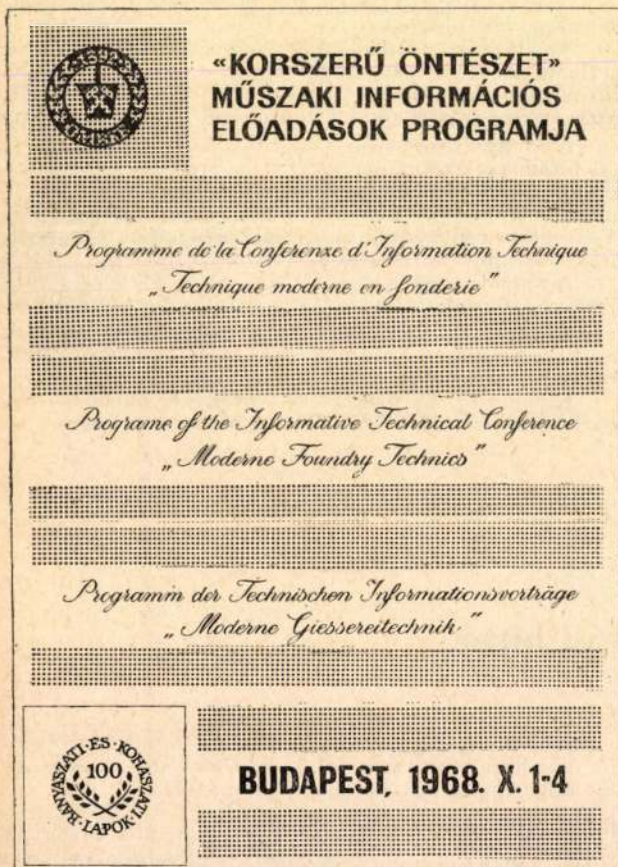 1892
OMBKE
«KORSZERŰ ÖNTÉSZET»
MŰSZAKI INFORMÁCIÓS
ELŐADÁSOK PROGRAMJA
Programme de la Conferenze d'Information Technique
„Technique moderne en fonderie”
Programe of the Informative Technical Conference
„Moderne Foundry Technics”
Programm der Technischen Informationsvorträge
„Moderne Giessereitechnik”
BÁNYÁSZATI·ÉS·KOHÁSZATI·LAPOK·
100
BUDAPEST, 1968. X. 1-4